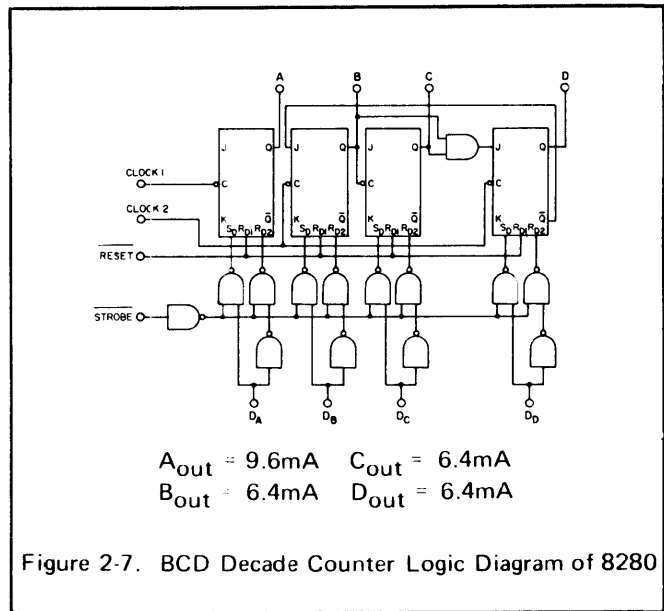 A B C D
J Q J Q J Q J Q
CLOCK 1
C C C C
CLOCK 2
K Q̅ K Q̅ K Q̅ K Q̅
S_D R_D1 R_D2 S_D R_D1 R_D2 S_D R_D1 R_D2 S_D R_D1 R_D2
R̅E̅S̅E̅T̅
S̅T̅R̅O̅B̅E̅
D_A D_B D_C D_D
A_out = 9.6mA C_out = 6.4mA
B_out = 6.4mA D_out = 6.4mA
Figure 2-7. BCD Decade Counter Logic Diagram of 8280